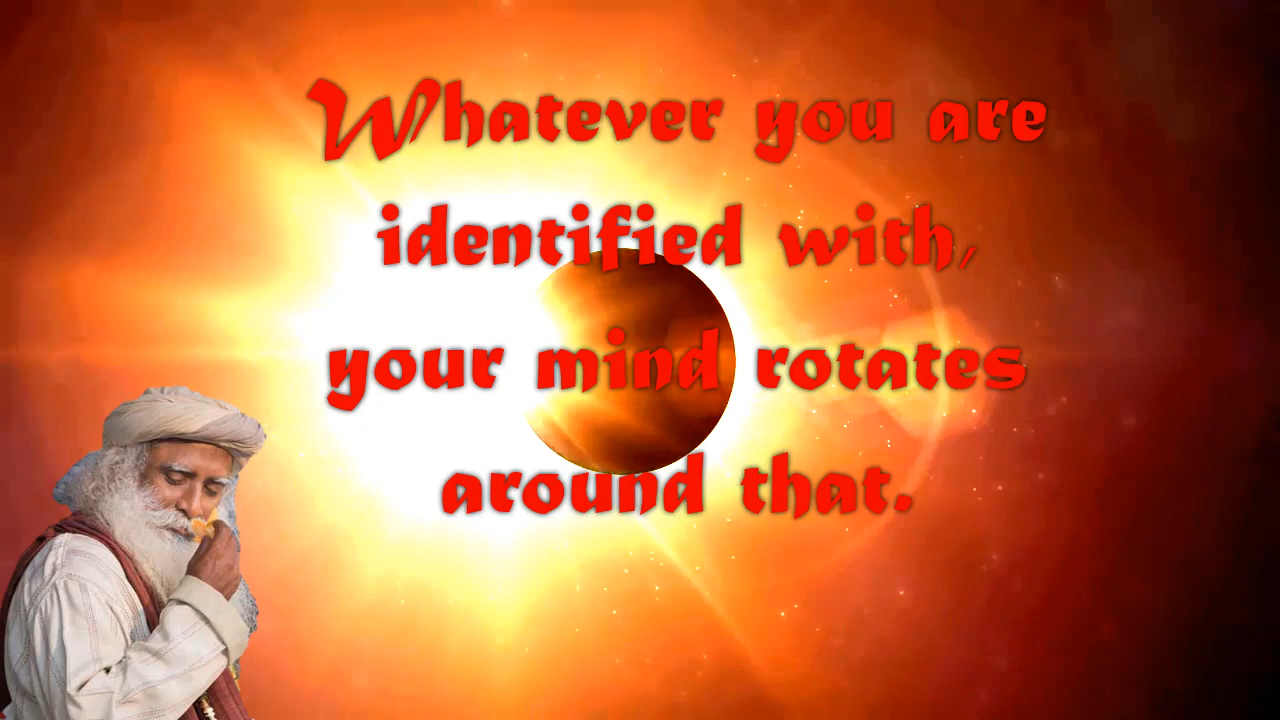 Whatever you are
identified with,
your mind rotates
around that.